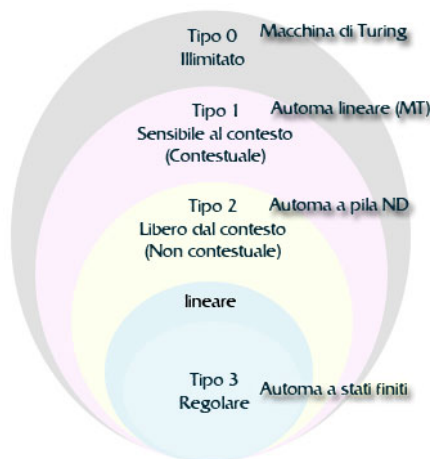 Tipo 0 Macchina di Turing
Illimitato
Tipo 1 Automa lineare (MT)
Sensibile al contesto
(Contestuale)
Tipo 2 Automa a pila ND
Libero dal contesto
(Non contestuale)
lineare
Tipo 3 Automa a stati finiti
Regolare